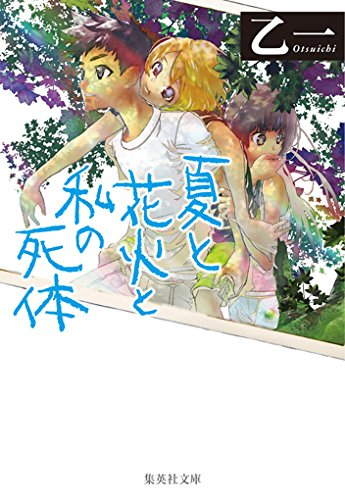 乙一
Otsuichi
夏と
花火と
私の
死体
集英社文庫